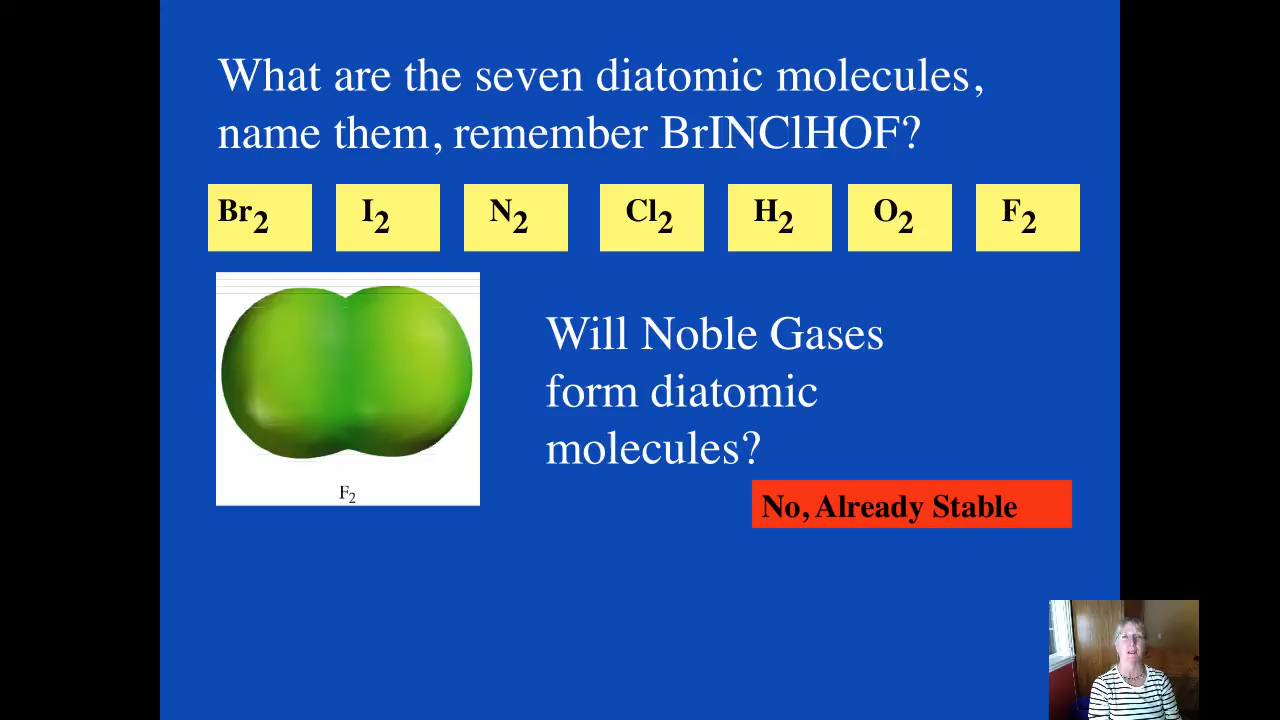 What are the seven diatomic molecules,
name them, remember BrINClHOF?
Br₂ I₂ N₂ Cl₂ H₂ O₂ F₂
Will Noble Gases
form diatomic
molecules?
F₂
No, Already Stable